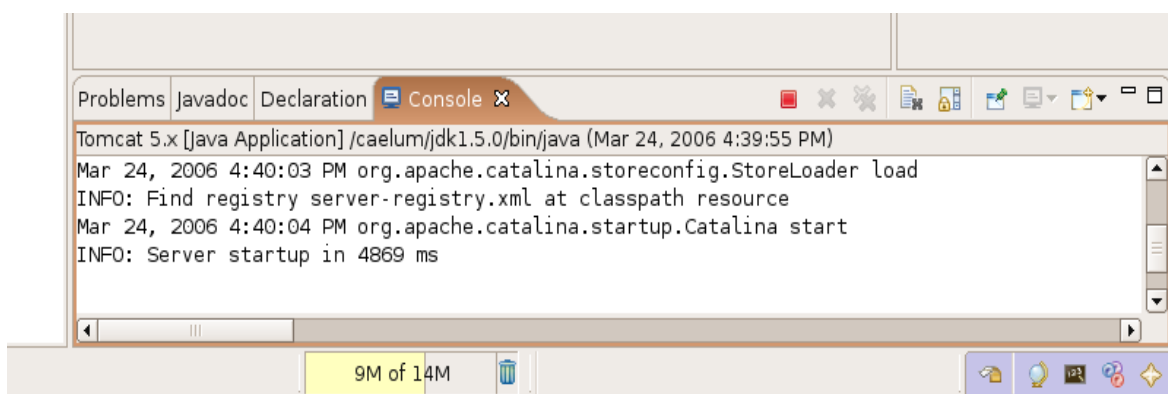 Problems Javadoc Declaration Console
Tomcat 5.x [Java Application] /caelum/jdk1.5.0/bin/java (Mar 24, 2006 4:39:55 PM)
Mar 24, 2006 4:40:03 PM org.apache.catalina.storeconfig.StoreLoader load
INFO: Find registry server-registry.xml at classpath resource
Mar 24, 2006 4:40:04 PM org.apache.catalina.startup.Catalina start
INFO: Server startup in 4869 ms
9M of 14M